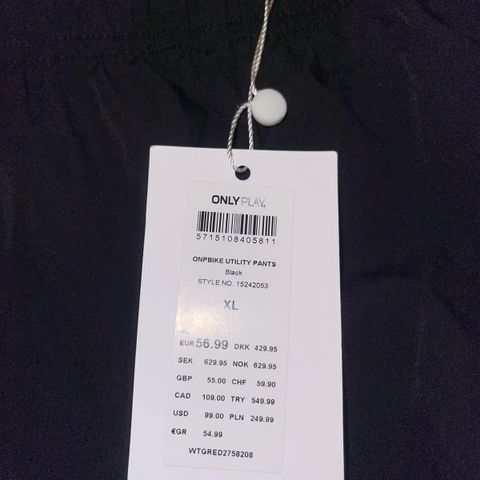 ONLY PLAY.
5715108405811
ONPBIKE UTILITY PANTS
Black
STYLE NO. 15242053
XL
EUR 56.99 DKK 429.95
SEK 629.95 NOK 629.95
GBP 55.00 CHF 59.90
CAD 109.00 TRY 549.99
USD 99.00 PLN 249.99
€GR 54.99
WTGRED2758208